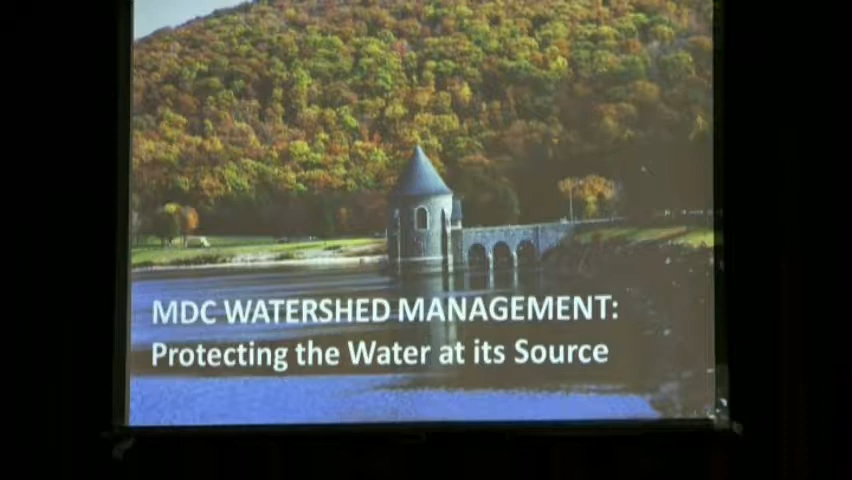 MDC WATERSHED MANAGEMENT:
Protecting the Water at its Source